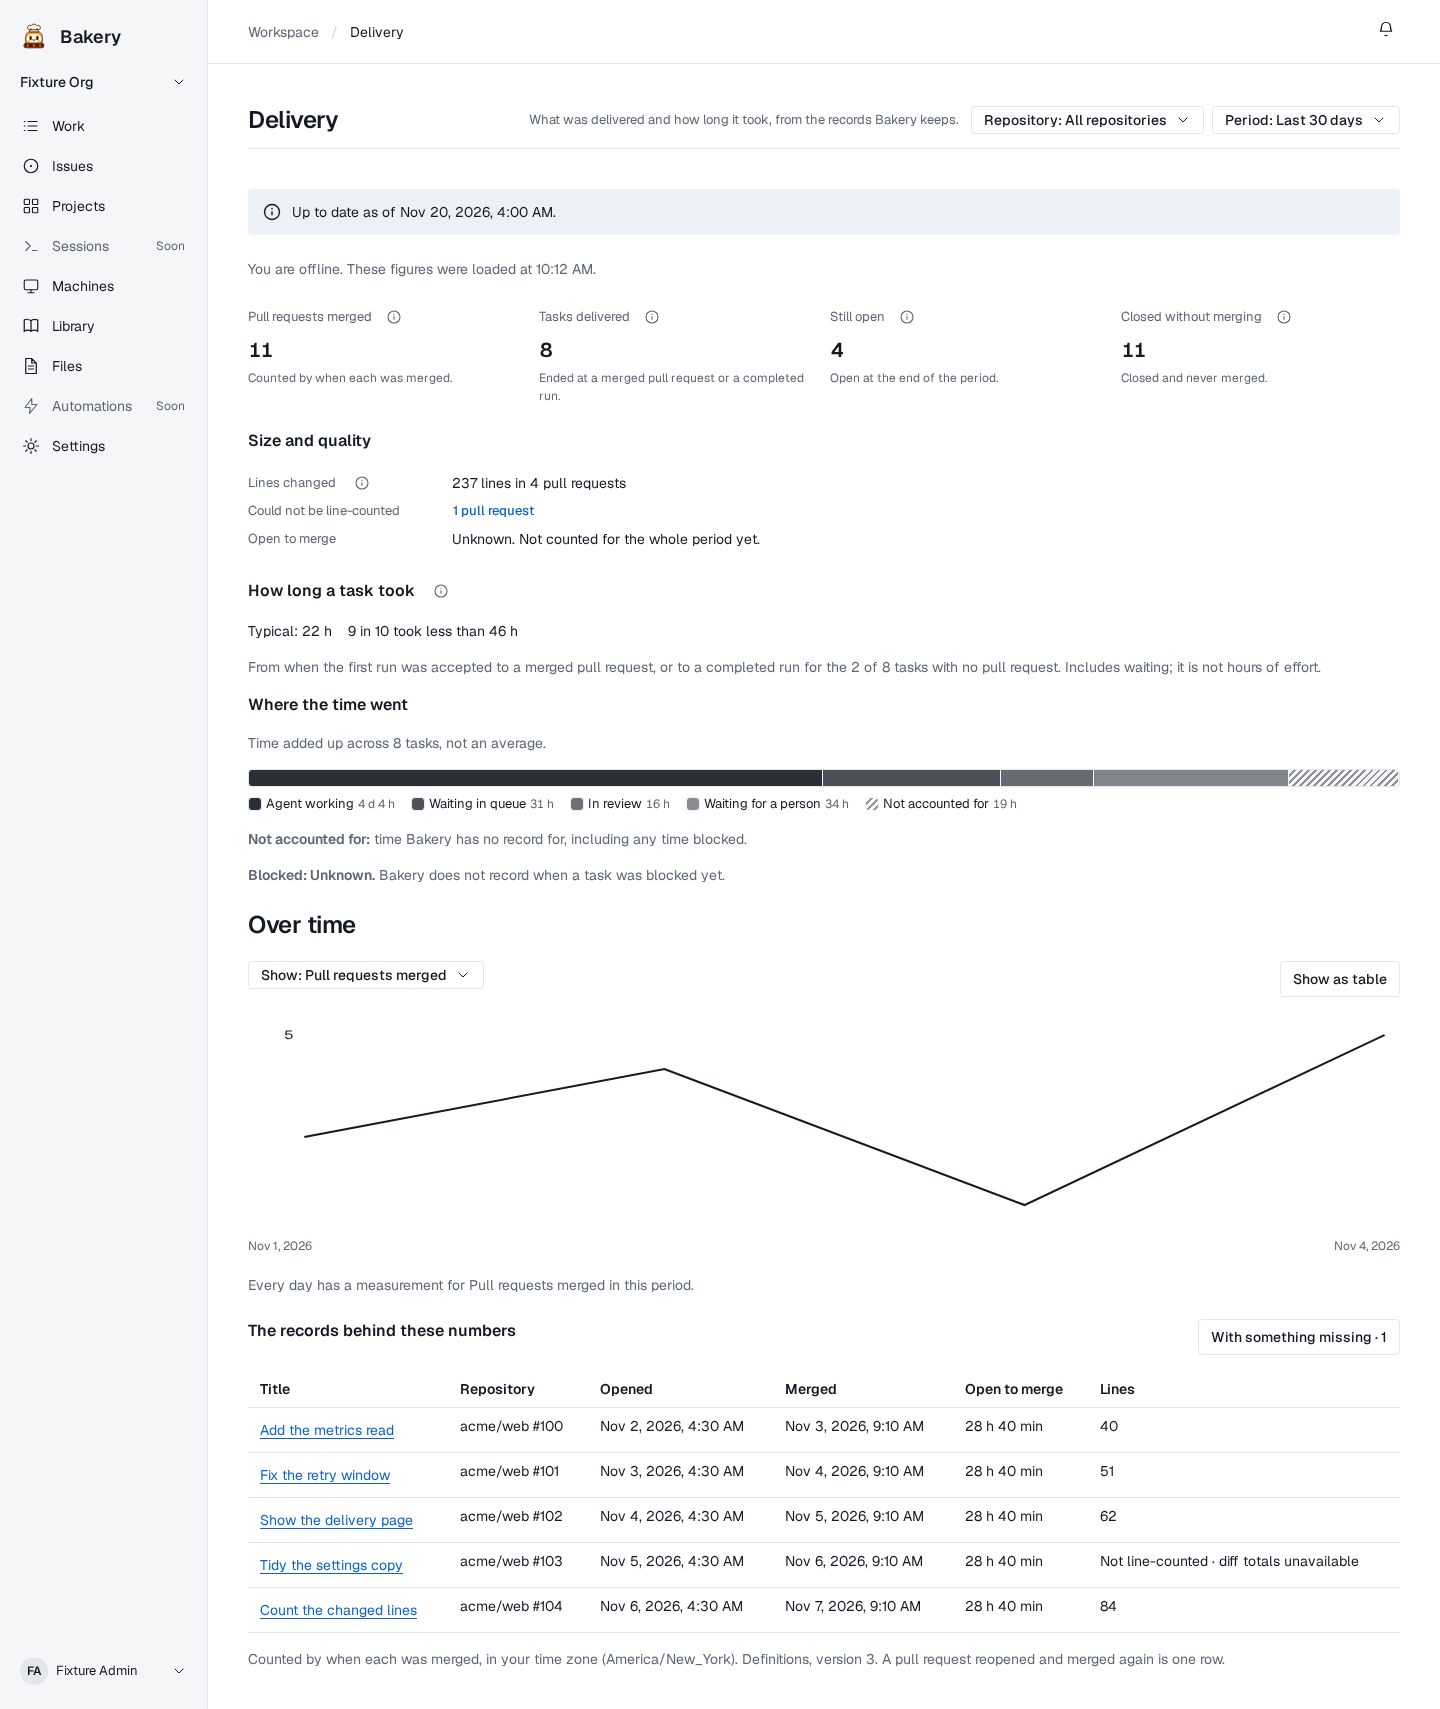 Bakery
Fixture Org
Work
Issues
Projects
Sessions Soon
Machines
Library
Files
Automations Soon
Settings
FA Fixture Admin
Workspace / Delivery
Delivery
What was delivered and how long it took, from the records Bakery keeps.
Repository: All repositories
Period: Last 30 days
Up to date as of Nov 20, 2026, 4:00 AM.
You are offline. These figures were loaded at 10:12 AM.
Pull requests merged
11
Counted by when each was merged.
Tasks delivered
8
Ended at a merged pull request or a completed
run.
Still open
4
Open at the end of the period.
Closed without merging
11
Closed and never merged.
Size and quality
Lines changed 237 lines in 4 pull requests
Could not be line-counted 1 pull request
Open to merge Unknown. Not counted for the whole period yet.
How long a task took
Typical: 22 h 9 in 10 took less than 46 h
From when the first run was accepted to a merged pull request, or to a completed run for the 2 of 8 tasks with no pull request. Includes waiting; it is not hours of effort.
Where the time went
Time added up across 8 tasks, not an average.
Agent working 4 d 4 h Waiting in queue 31 h In review 16 h Waiting for a person 34 h Not accounted for 19 h
Not accounted for: time Bakery has no record for, including any time blocked.
Blocked: Unknown. Bakery does not record when a task was blocked yet.
Over time
Show: Pull requests merged
Show as table
5
Nov 1, 2026 Nov 4, 2026
Every day has a measurement for Pull requests merged in this period.
The records behind these numbers
With something missing · 1
Title Repository Opened Merged Open to merge Lines
Add the metrics read acme/web #100 Nov 2, 2026, 4:30 AM Nov 3, 2026, 9:10 AM 28 h 40 min 40
Fix the retry window acme/web #101 Nov 3, 2026, 4:30 AM Nov 4, 2026, 9:10 AM 28 h 40 min 51
Show the delivery page acme/web #102 Nov 4, 2026, 4:30 AM Nov 5, 2026, 9:10 AM 28 h 40 min 62
Tidy the settings copy acme/web #103 Nov 5, 2026, 4:30 AM Nov 6, 2026, 9:10 AM 28 h 40 min Not line-counted · diff totals unavailable
Count the changed lines acme/web #104 Nov 6, 2026, 4:30 AM Nov 7, 2026, 9:10 AM 28 h 40 min 84
Counted by when each was merged, in your time zone (America/New_York). Definitions, version 3. A pull request reopened and merged again is one row.